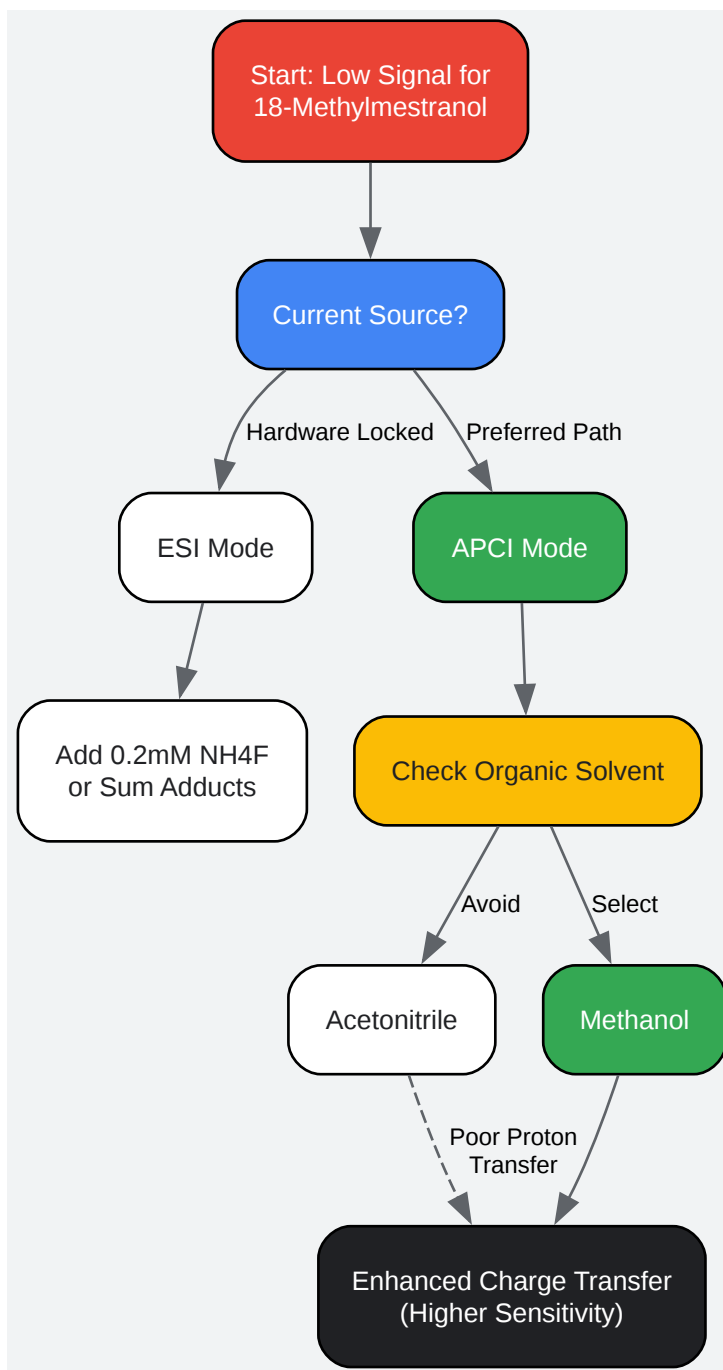 Start: Low Signal for
18-Methylmestranol
Current Source?
Hardware Locked
Preferred Path
ESI Mode
APCI Mode
Add 0.2mM NH4F
or Sum Adducts
Check Organic Solvent
Avoid
Select
Acetonitrile
Methanol
Poor Proton
Transfer
Enhanced Charge Transfer
(Higher Sensitivity)